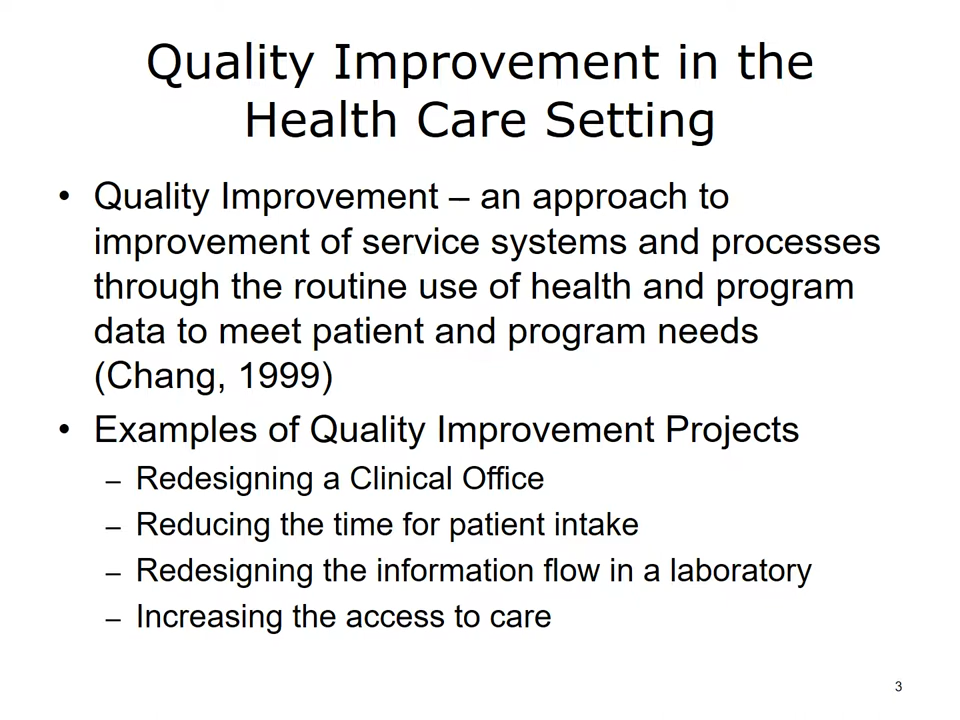 Quality Improvement in the
Health Care Setting
• Quality Improvement – an approach to
improvement of service systems and processes
through the routine use of health and program
data to meet patient and program needs
(Chang, 1999)
• Examples of Quality Improvement Projects
– Redesigning a Clinical Office
– Reducing the time for patient intake
– Redesigning the information flow in a laboratory
– Increasing the access to care
3